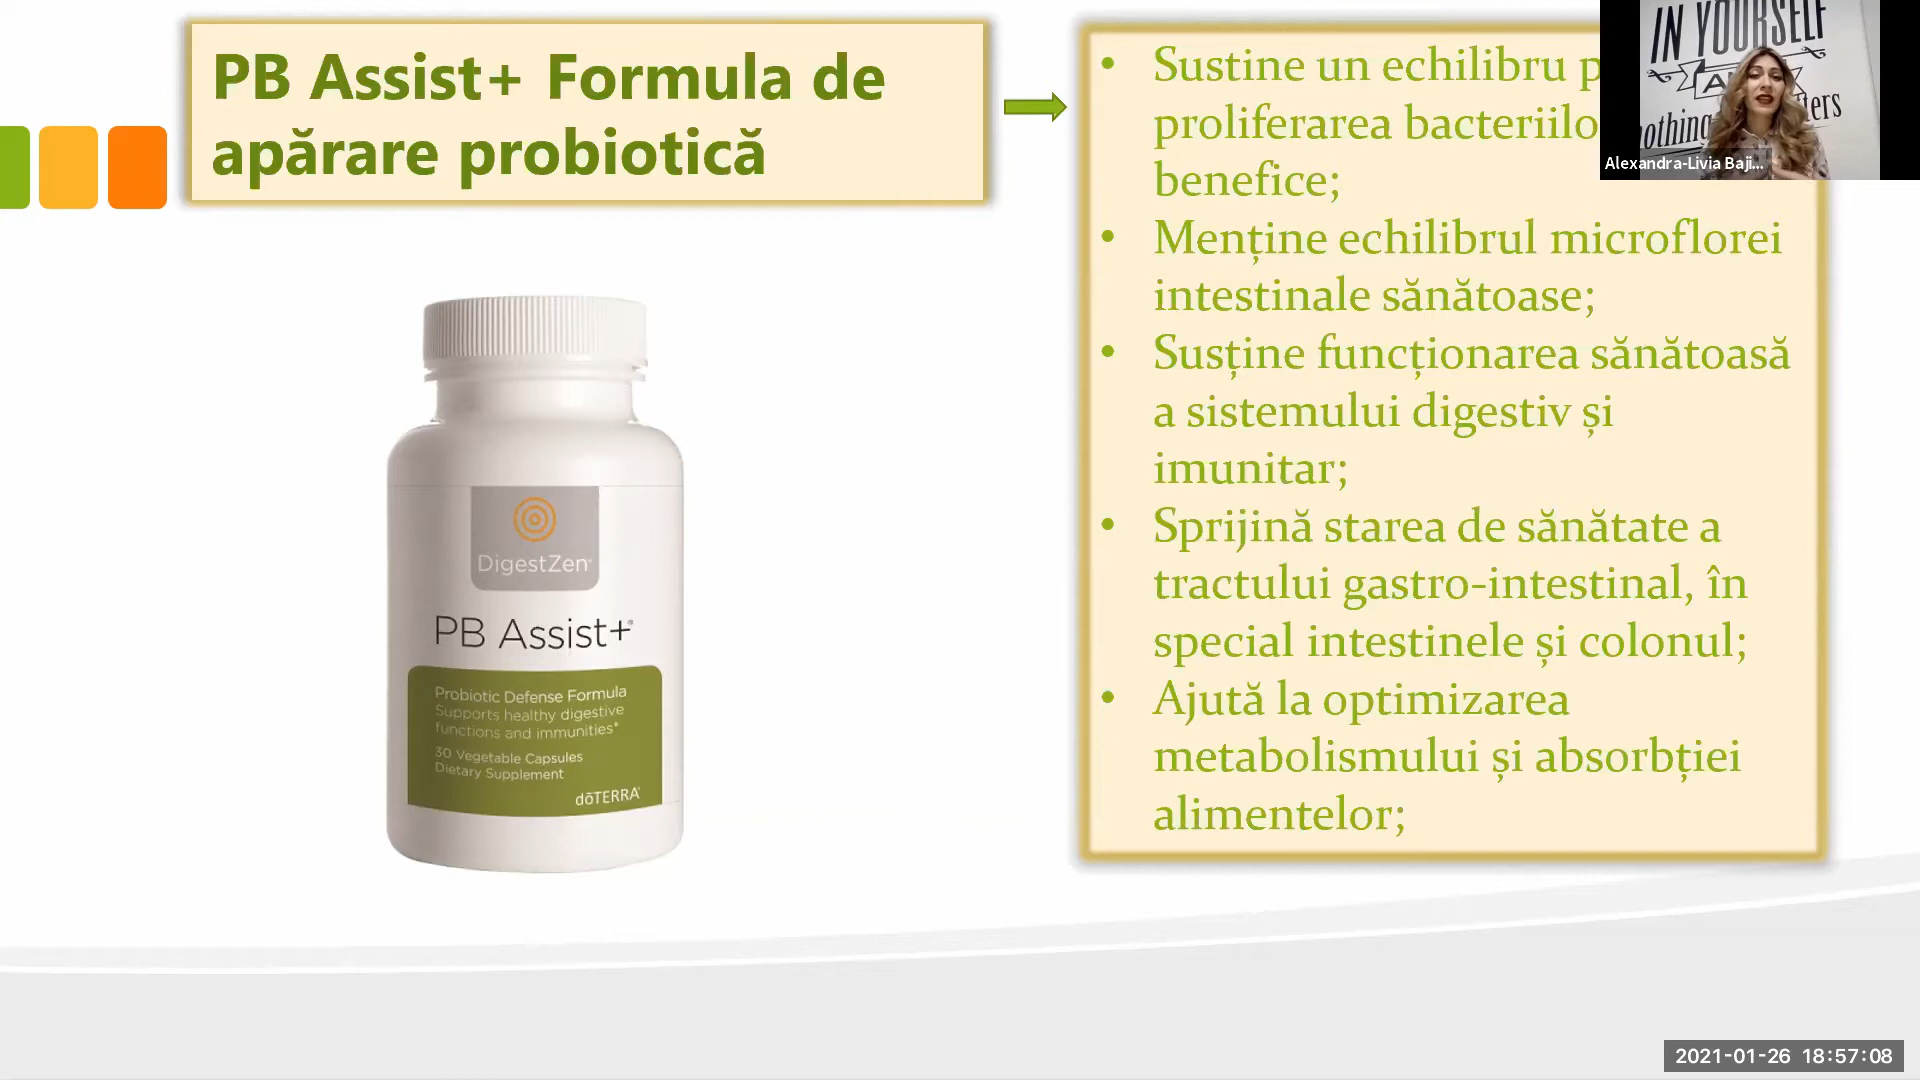 PB Assist+ Formula de
apărare probiotică
Sustine un echilibru
proliferarea bacteriilo
benefice;
Menține echilibrul microflorei
intestinale sănătoase;
Susține funcționarea sănătoasă
a sistemului digestiv și
imunitar;
Sprijină starea de sănătate a
tractului gastro-intestinal, în
special intestinele și colonul;
Ajută la optimizarea
metabolismului și absorbției
alimentelor;
DigestZen
PB Assist+
Probiotic Defense Formula
Supports healthy digestive
functions and immunities*
30 Vegetable Capsules
Dietary Supplement
dōTERRA
IN YOURSELF
nothing
Alexandra-Livia Baji...
2021-01-26 18:57:08